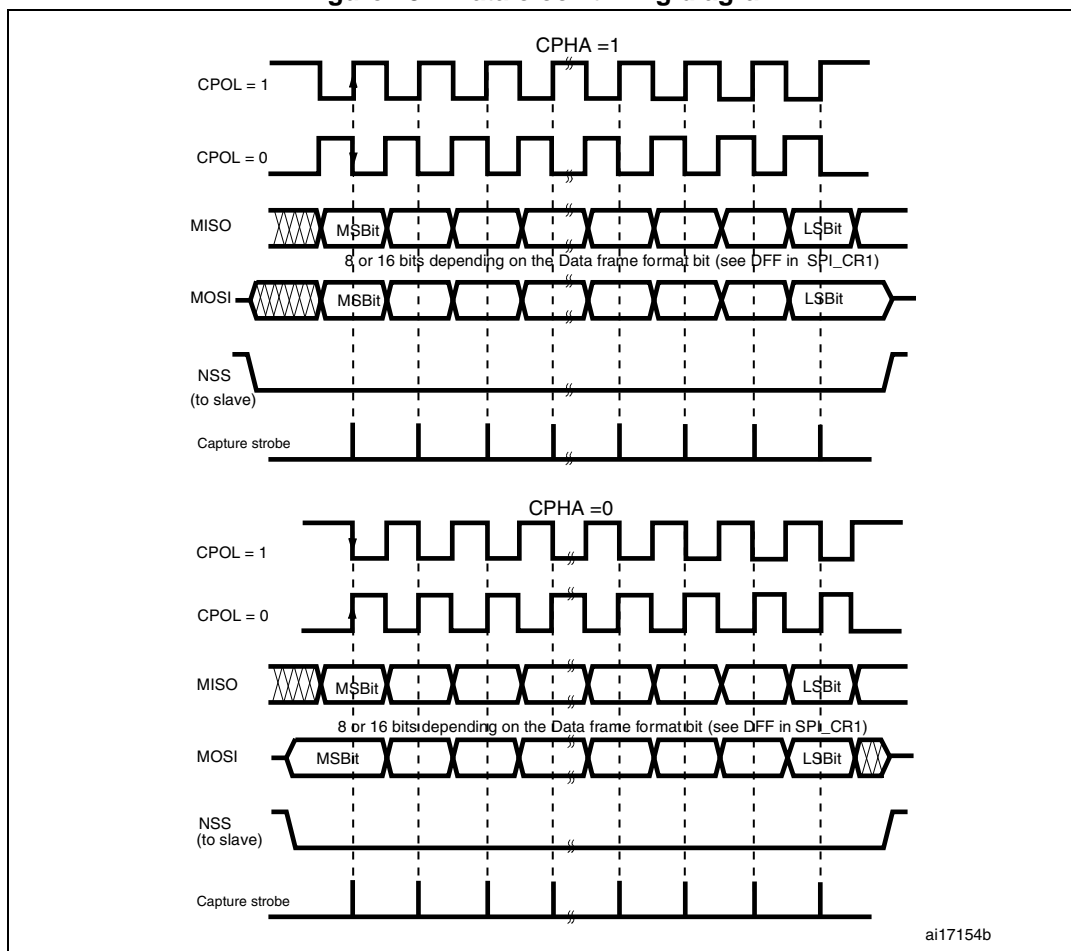 CPHA =1
CPOL = 1
CPOL = 0
MISO
MSBit
LSBit
8 or 16 bits depending on the Data frame format bit (see DFF in SPI_CR1)
MOSI
MSBit
LSBit
NSS
(to slave)
Capture strobe
CPHA =0
CPOL = 1
CPOL = 0
MISO
MSBit
LSBit
8 or 16 bits depending on the Data frame format bit (see DFF in SPI_CR1)
MOSI
MSBit
LSBit
NSS
(to slave)
Capture strobe
ai17154b